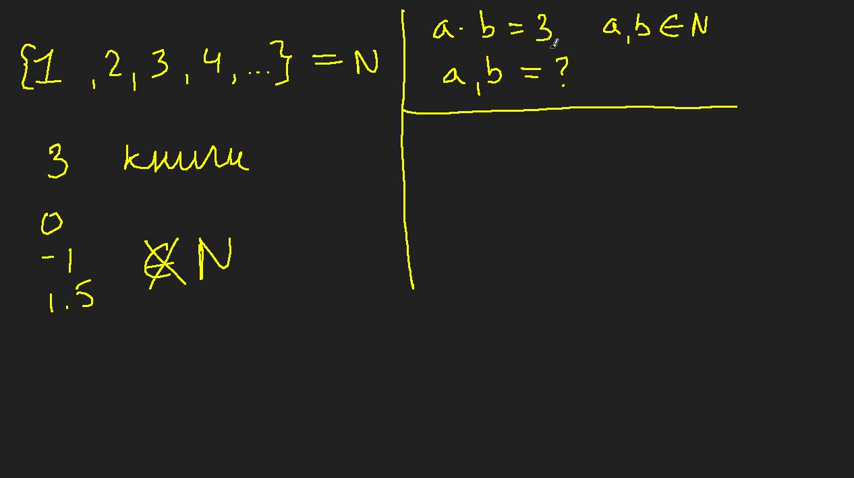 {1, 2, 3, 4, ...} = N
3 книги
0
-1 ∉ N
1.5
a · b = 3, a, b ∈ N
a, b = ?